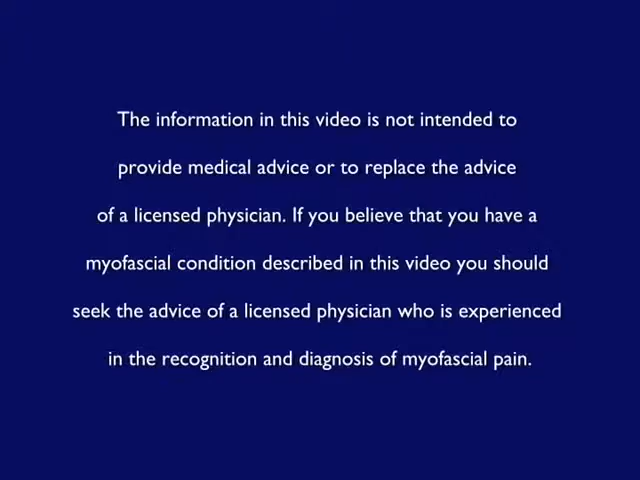 The information in this video is not intended to
provide medical advice or to replace the advice
of a licensed physician. If you believe that you have a
myofascial condition described in this video you should
seek the advice of a licensed physician who is experienced
in the recognition and diagnosis of myofascial pain.